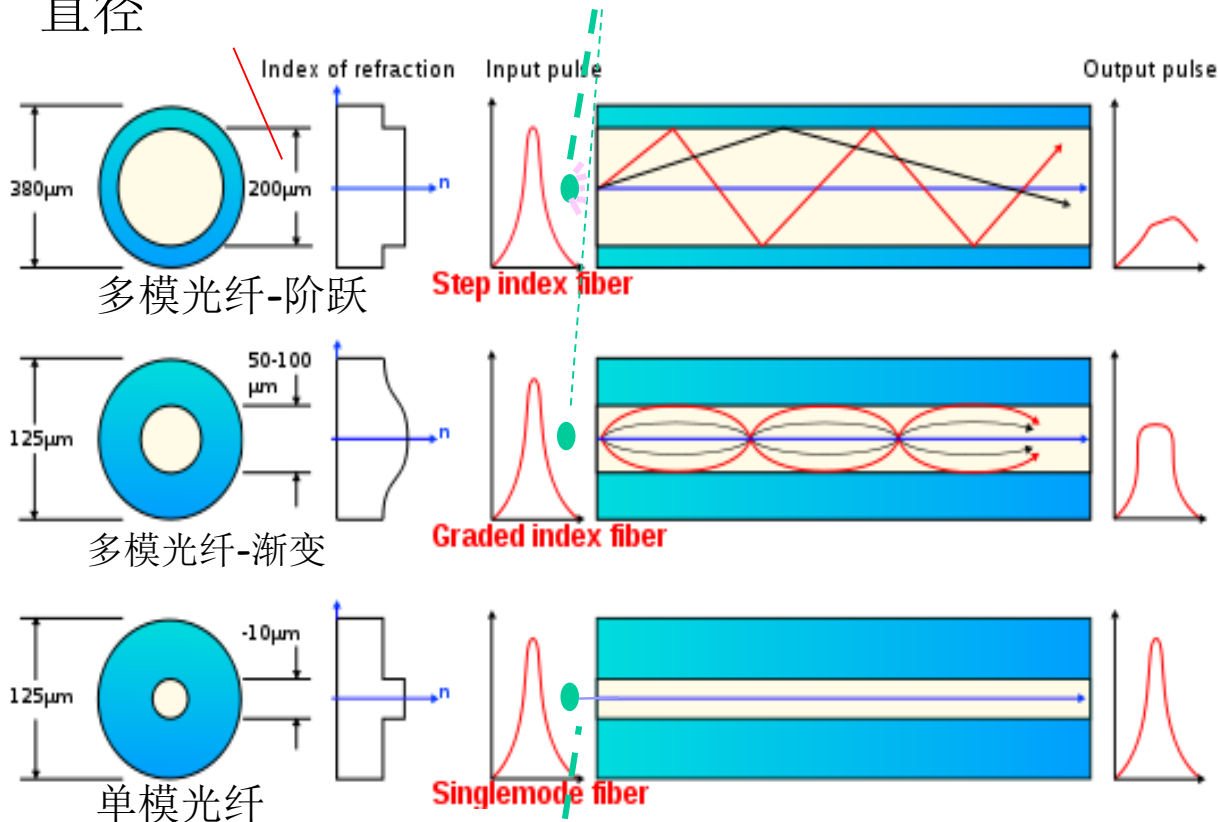 直径
Index of refraction
Input pulse
Output pulse
380µm
200µm
n
多模光纤-阶跃
Step index fiber
50-100
µm
125µm
n
多模光纤-渐变
Graded index fiber
-10µm
125µm
n
单模光纤
Singlemode fiber